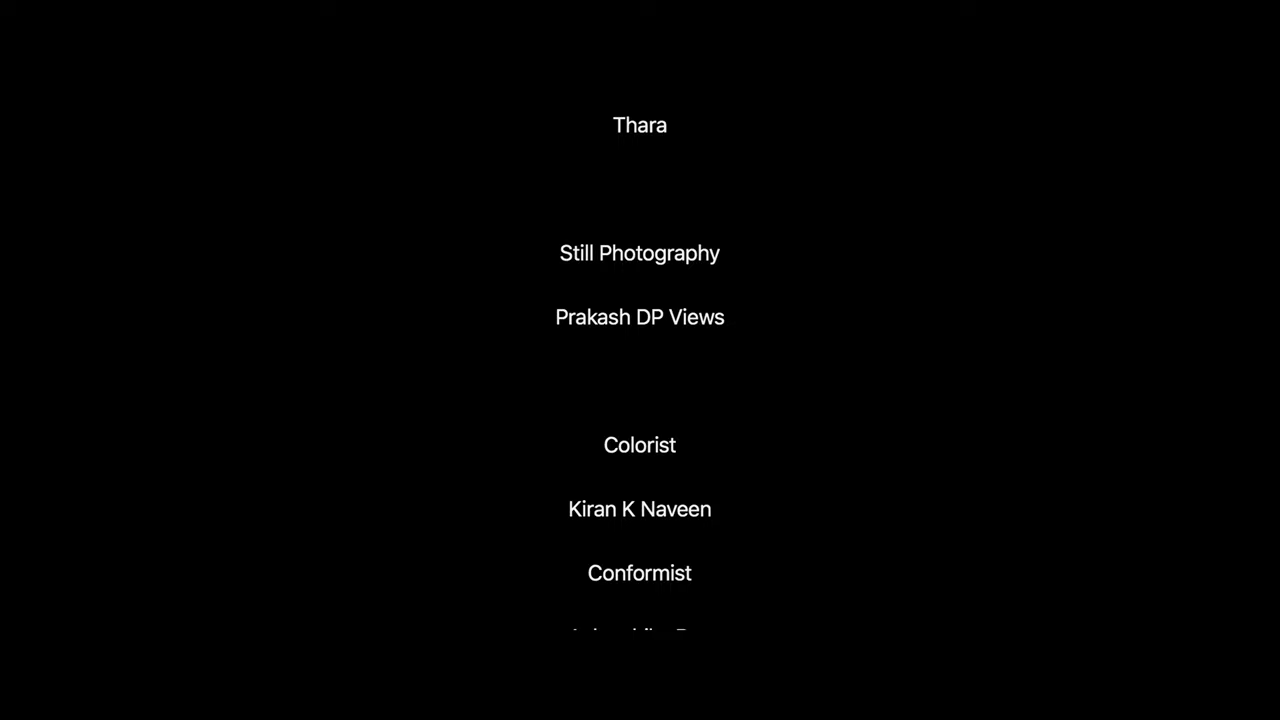 Thara
Still Photography
Prakash DP Views
Colorist
Kiran K Naveen
Conformist